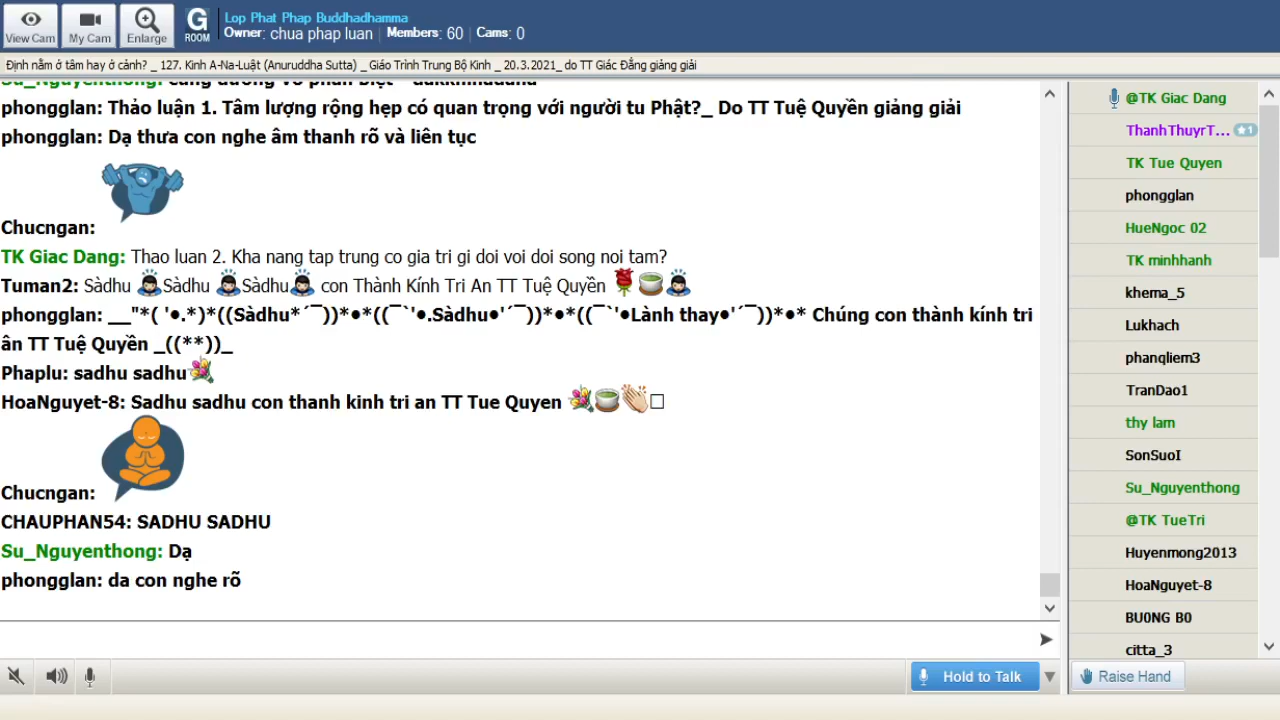 View Cam
My Cam
Enlarge
G
ROOM
Lop Phat Phap Buddhadhamma
Owner: chua phap luan | Members: 60 | Cams: 0
Định nằm ở tâm hay ở cảnh? _ 127. Kinh A-Na-Luật (Anuruddha Sutta) _ Giáo Trình Trung Bộ Kinh _ 20.3.2021_ do TT Giác Đẳng giảng giải
phongglan: Thảo luận 1. Tâm lượng rộng hẹp có quan trọng với người tu Phật?_ Do TT Tuệ Quyền giảng giải
phongglan: Dạ thưa con nghe âm thanh rõ và liên tục
Chucngan:
TK Giac Dang: Thao luan 2. Kha nang tap trung co gia tri gi doi voi doi song noi tam?
Tuman2: Sàdhu Sàdhu Sàdhu con Thành Kính Tri Ân TT Tuệ Quyền
phongglan: __"*( '•.*)*((Sàdhu*´¯))*•*((¯`'•.Sàdhu•'´¯))*•*((¯`'•Lành thay•'´¯))*•* Chúng con thành kính tri
ân TT Tuệ Quyền _((**))_
Phaplu: sadhu sadhu
HoaNguyet-8: Sadhu sadhu con thanh kinh tri an TT Tue Quyen
Chucngan:
CHAUPHAN54: SADHU SADHU
Su_Nguyenthong: Dạ
phongglan: da con nghe rõ
@TK Giac Dang
ThanhThuyrT... 1
TK Tue Quyen
phongglan
HueNgoc 02
TK minhhanh
khema_5
Lukhach
phanqliem3
TranDao1
thy lam
SonSuoI
Su_Nguyenthong
@TK TueTri
Huyenmong2013
HoaNguyet-8
BU0NG B0
citta_3
Hold to Talk
Raise Hand